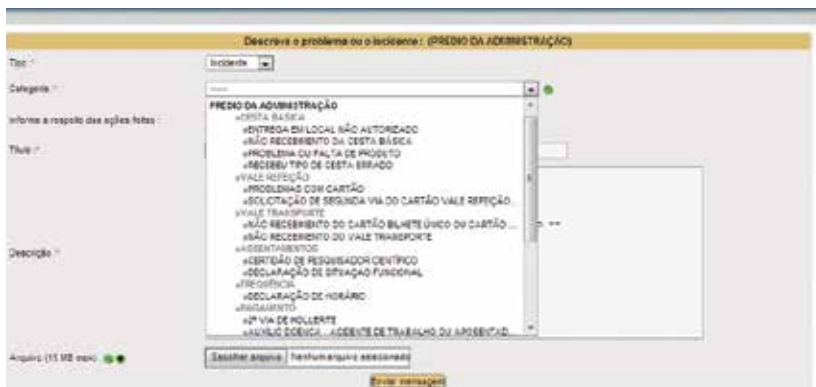 Descreva o problema ou o incidente : (PREDIO DA ADMINISTRAÇÃO)
Tipo :*
Incidente
Categoria :*
-----
PREDIO DA ADMINISTRAÇÃO
»CESTA BASICA
»ENTREGA EM LOCAL NÃO AUTORIZADO
»NÃO RECEBIMENTO DA CESTA BÁSICA
»PROBLEMA OU FALTA DE PRODUTO
»RECEBEU TIPO DE CESTA ERRADO
»VALE REFEIÇÃO
»PROBLEMAS COM CARTÃO
»SOLICITAÇÃO DE SEGUNDA VIA DO CARTÃO VALE REFEIÇÃO...
»VALE TRANSPORTE
»NÃO RECEBIMENTO DO CARTÃO BILHETE ÚNICO OU CARTÃO ...
»NÃO RECEBIMENTO DO VALE TRANSPORTE
»ASSENTAMENTOS
»CERTIDÃO DE PESQUISADOR CIENTÍFICO
»DECLARAÇÃO DE SITUAÇAO FUNCIONAL
»FREQUÊNCIA
»DECLARAÇÃO DE HORÁRIO
»PAGAMENTO
»2ª VIA DE HOLLERITE
»AUXÍLIO DOENÇA - ACIDENTE DE TRABALHO OU APOSENTAD...
Informe a respeito das ações feitas :
Título :*
Descrição :*
Arquivo (15 MB max) :
Escolher arquivo Nenhum arquivo selecionado
Enviar mensagem